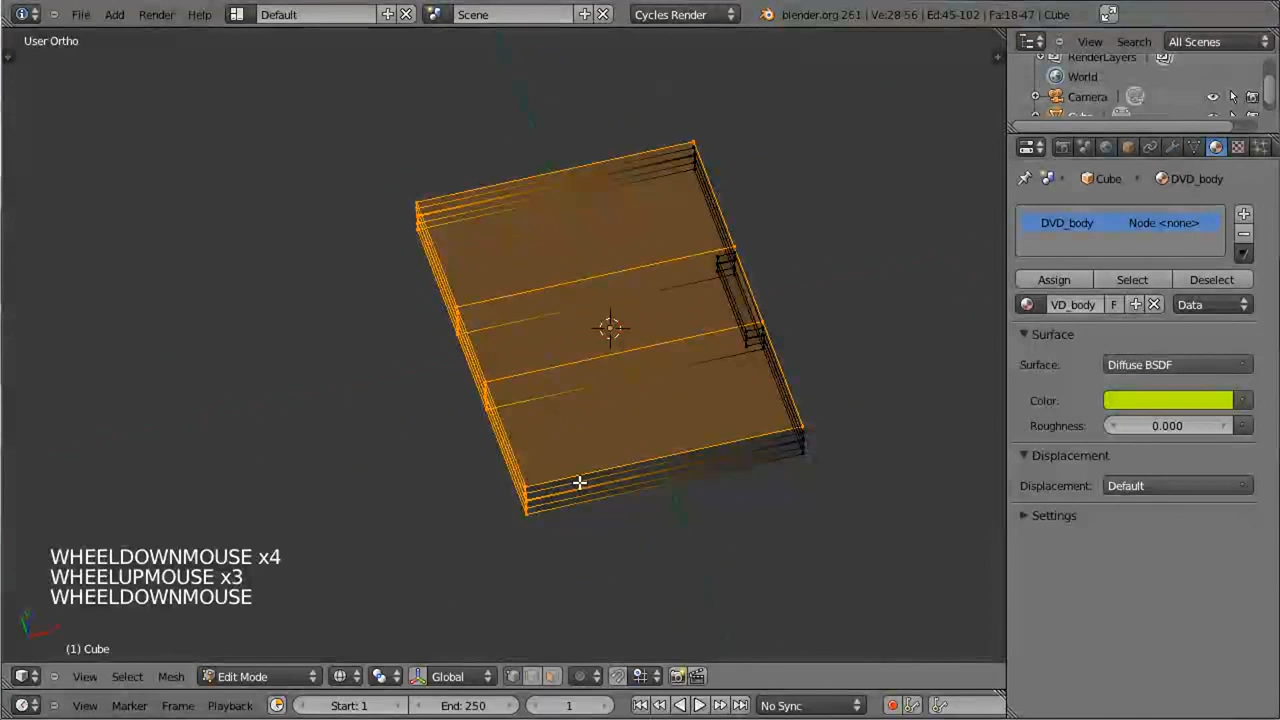 File Add Render Help Default Scene Cycles Render blender.org 261 | Ve:28-56 | Ed:45-102 | Fa:18-47 | Cube
User Ortho
View Search All Scenes
RenderLayers
World
Camera
Cube DVD_body
DVD_body Node <none>
Assign Select Deselect
VD_body F Data
Surface
Surface: Diffuse BSDF
Color:
Roughness: 0.000
Displacement
Displacement: Default
Settings
WHEELDOWNMOUSE x4
WHEELUPMOUSE x3
WHEELDOWNMOUSE
(1) Cube
View Select Mesh Edit Mode Global
View Marker Frame Playback Start: 1 End: 250 1 No Sync